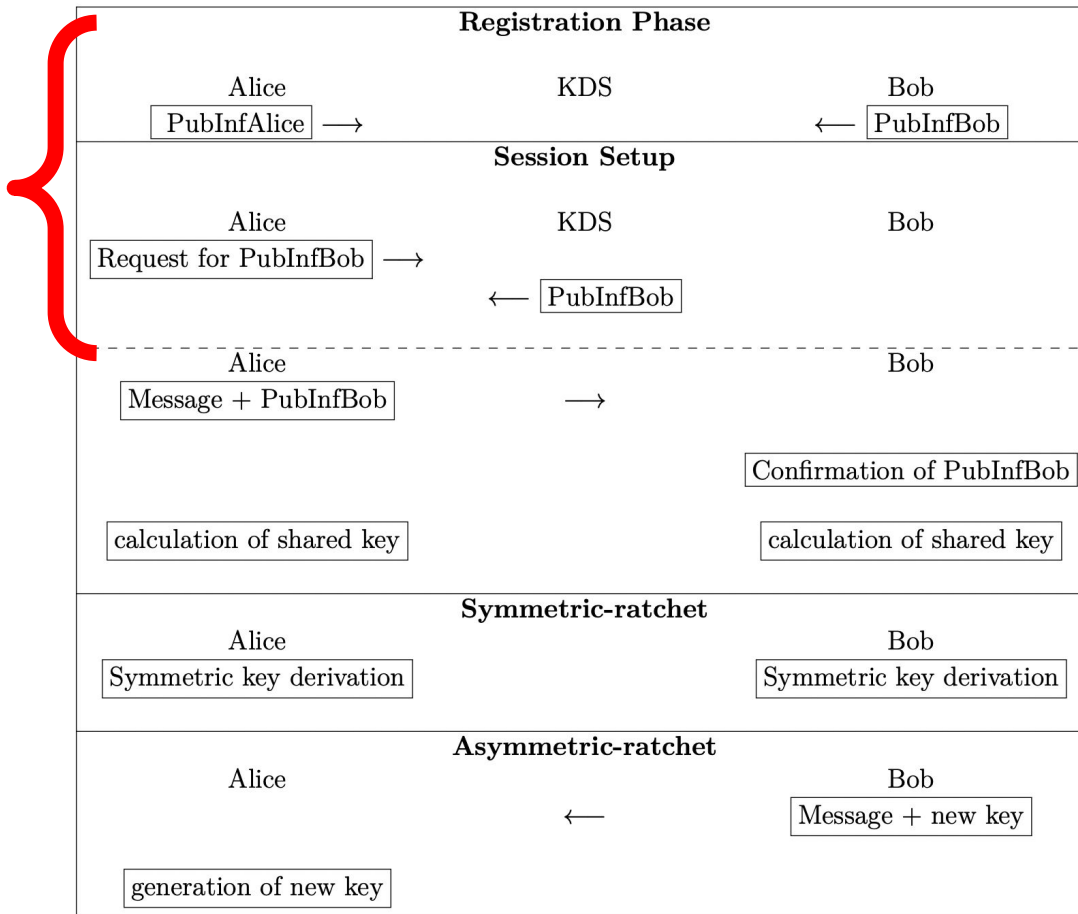 Registration Phase
Alice KDS Bob
PubInfAlice ⟶ ⟵ PubInfBob
Session Setup
Alice KDS Bob
Request for PubInfBob ⟶
⟵ PubInfBob
Alice Bob
Message + PubInfBob ⟶
Confirmation of PubInfBob
calculation of shared key calculation of shared key
Symmetric-ratchet
Alice Bob
Symmetric key derivation Symmetric key derivation
Asymmetric-ratchet
Alice Bob
⟵ Message + new key
generation of new key